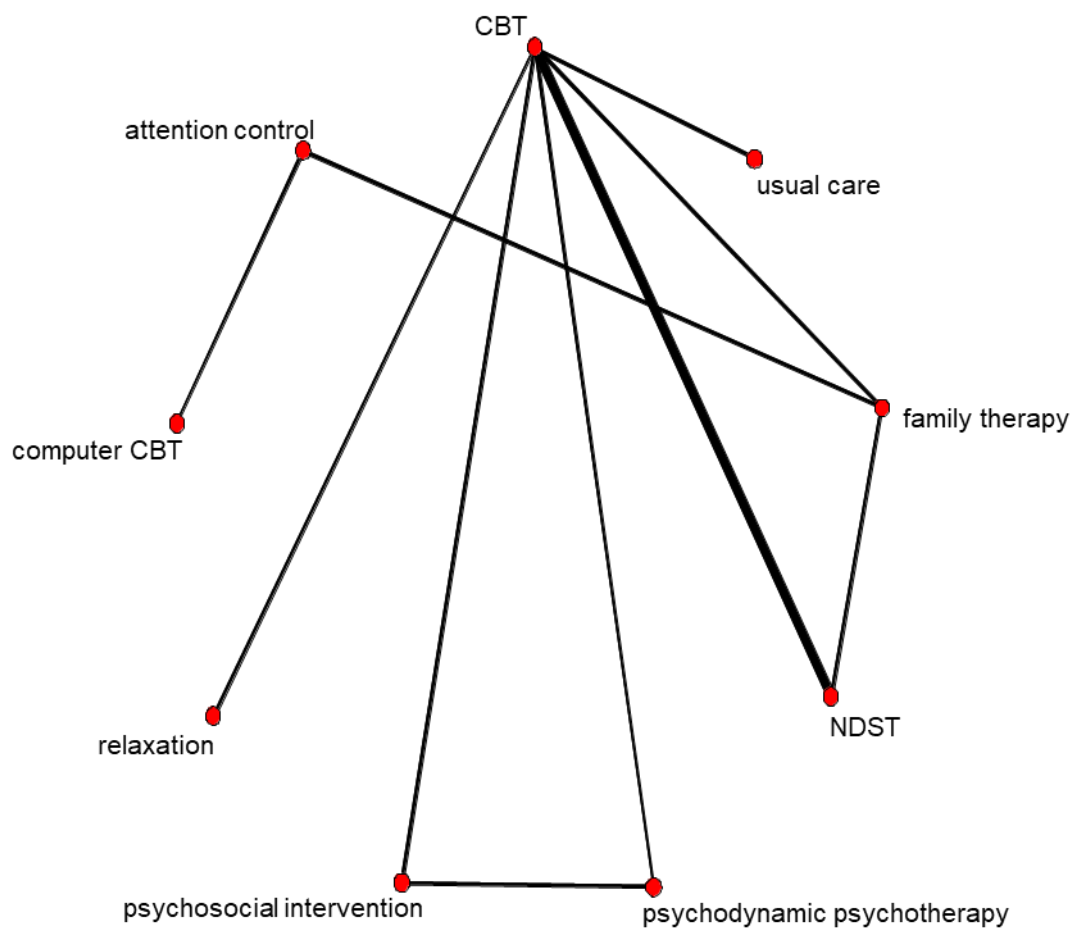 CBT
attention control
usual care
family therapy
computer CBT
NDST
relaxation
psychosocial intervention
psychodynamic psychotherapy